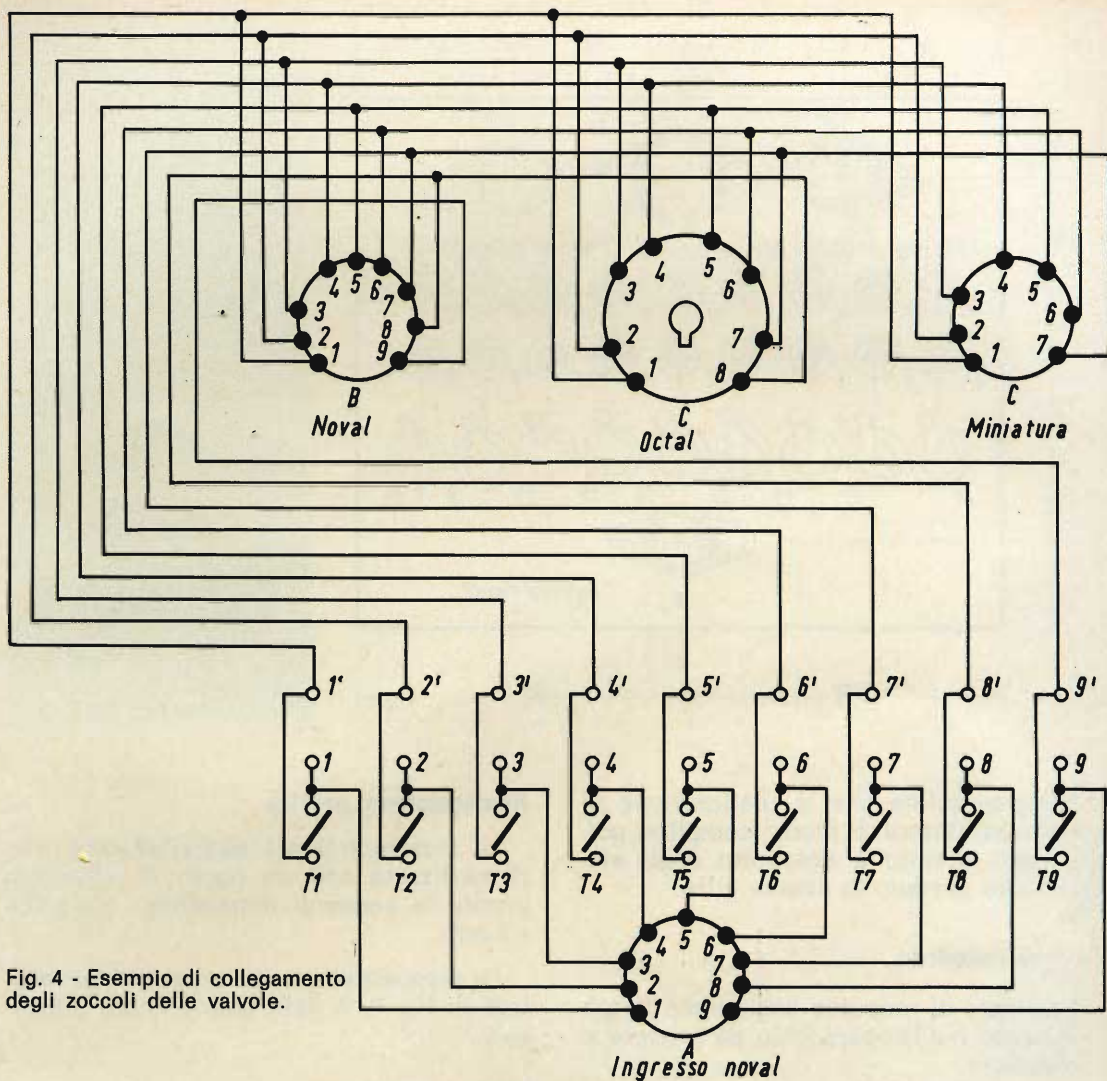 4 5 6
3 7
2 8
1 9
B
Noval
4 5
3 6
2 7
1 8
C
Octal
4
3 5
2 6
1 7
C
Miniatura
1' 2' 3' 4' 5' 6' 7' 8' 9'
1 2 3 4 5 6 7 8 9
T1 T2 T3 T4 T5 T6 T7 T8 T9
5
4 6
3 7
2 8
1 9
A
Ingresso noval
Fig. 4 - Esempio di collegamento
degli zoccoli delle valvole.